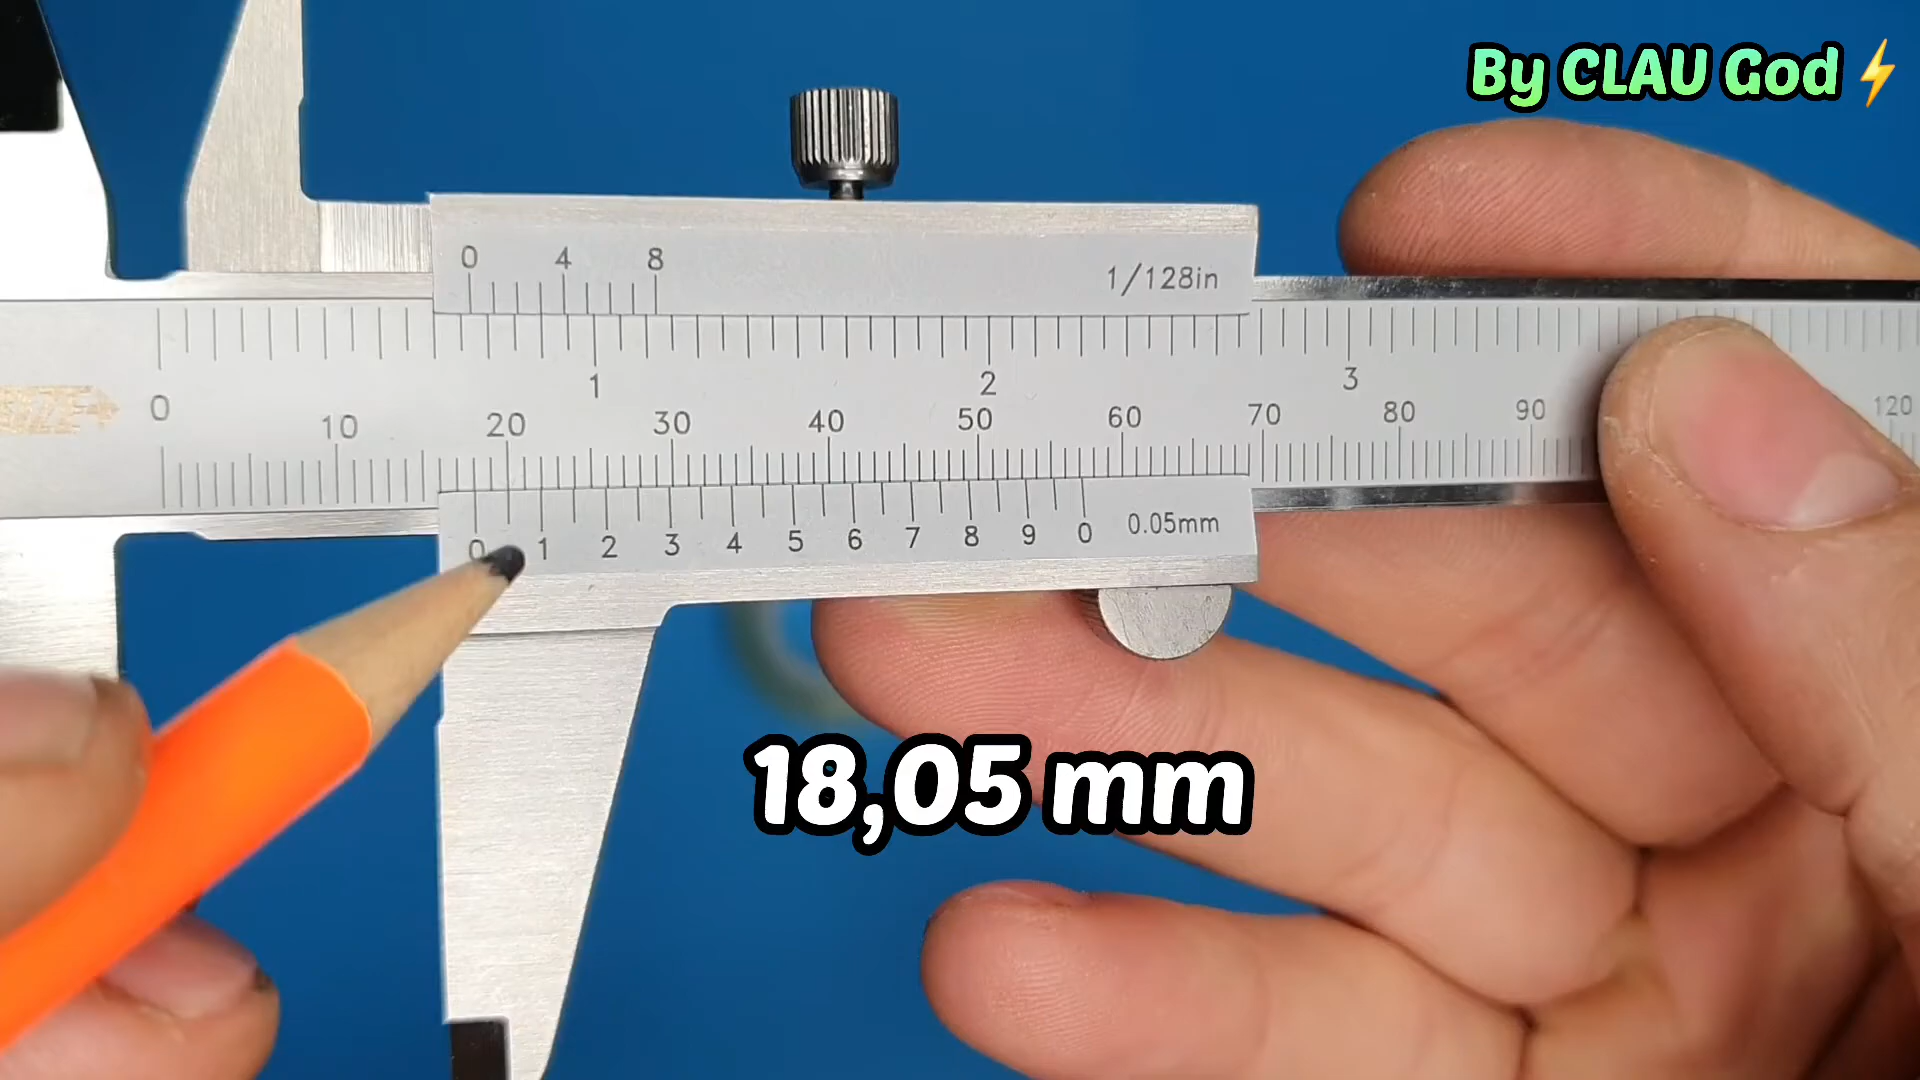 By CLAU God⚡
0 4 8
1/128in
1 2 3
0 10 20 30 40 50 60 70 80 90 120
0 1 2 3 4 5 6 7 8 9 0 0.05mm
18,05 mm